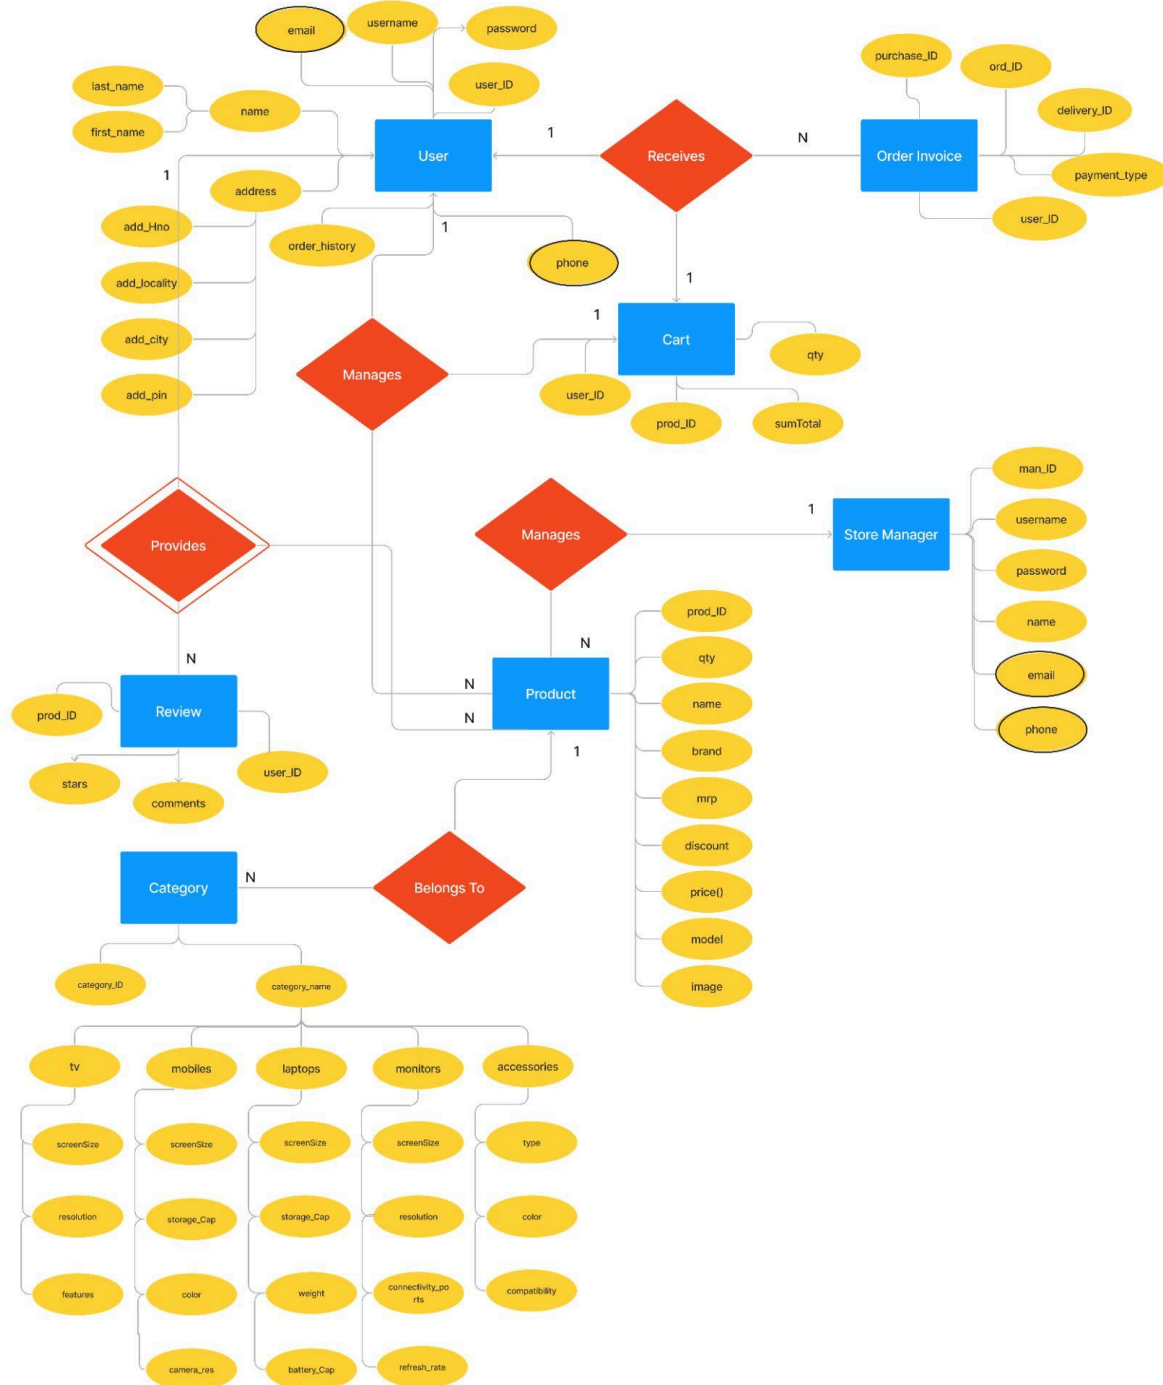 email
username
password
user_ID
last_name
first_name
name
address
add_Hno
add_locality
add_city
add_pin
User
1
1
order_history
1
phone
Receives
N
Order Invoice
purchase_ID
ord_ID
delivery_ID
payment_type
user_ID
1
Manages
1
Cart
qty
user_ID
prod_ID
sumTotal
Provides
N
Manages
1
Store Manager
man_ID
username
password
name
email
phone
N
Product
N
N
1
prod_ID
qty
name
brand
mrp
discount
price()
model
image
Review
prod_ID
stars
comments
user_ID
Category
N
Belongs To
category_ID
category_name
tv
mobiles
laptops
monitors
accessories
screenSize
screenSize
screenSize
screenSize
type
resolution
storage_Cap
storage_Cap
resolution
color
features
color
weight
connectivity_po
rts
compatibility
camera_res
battery_Cap
refresh_rate